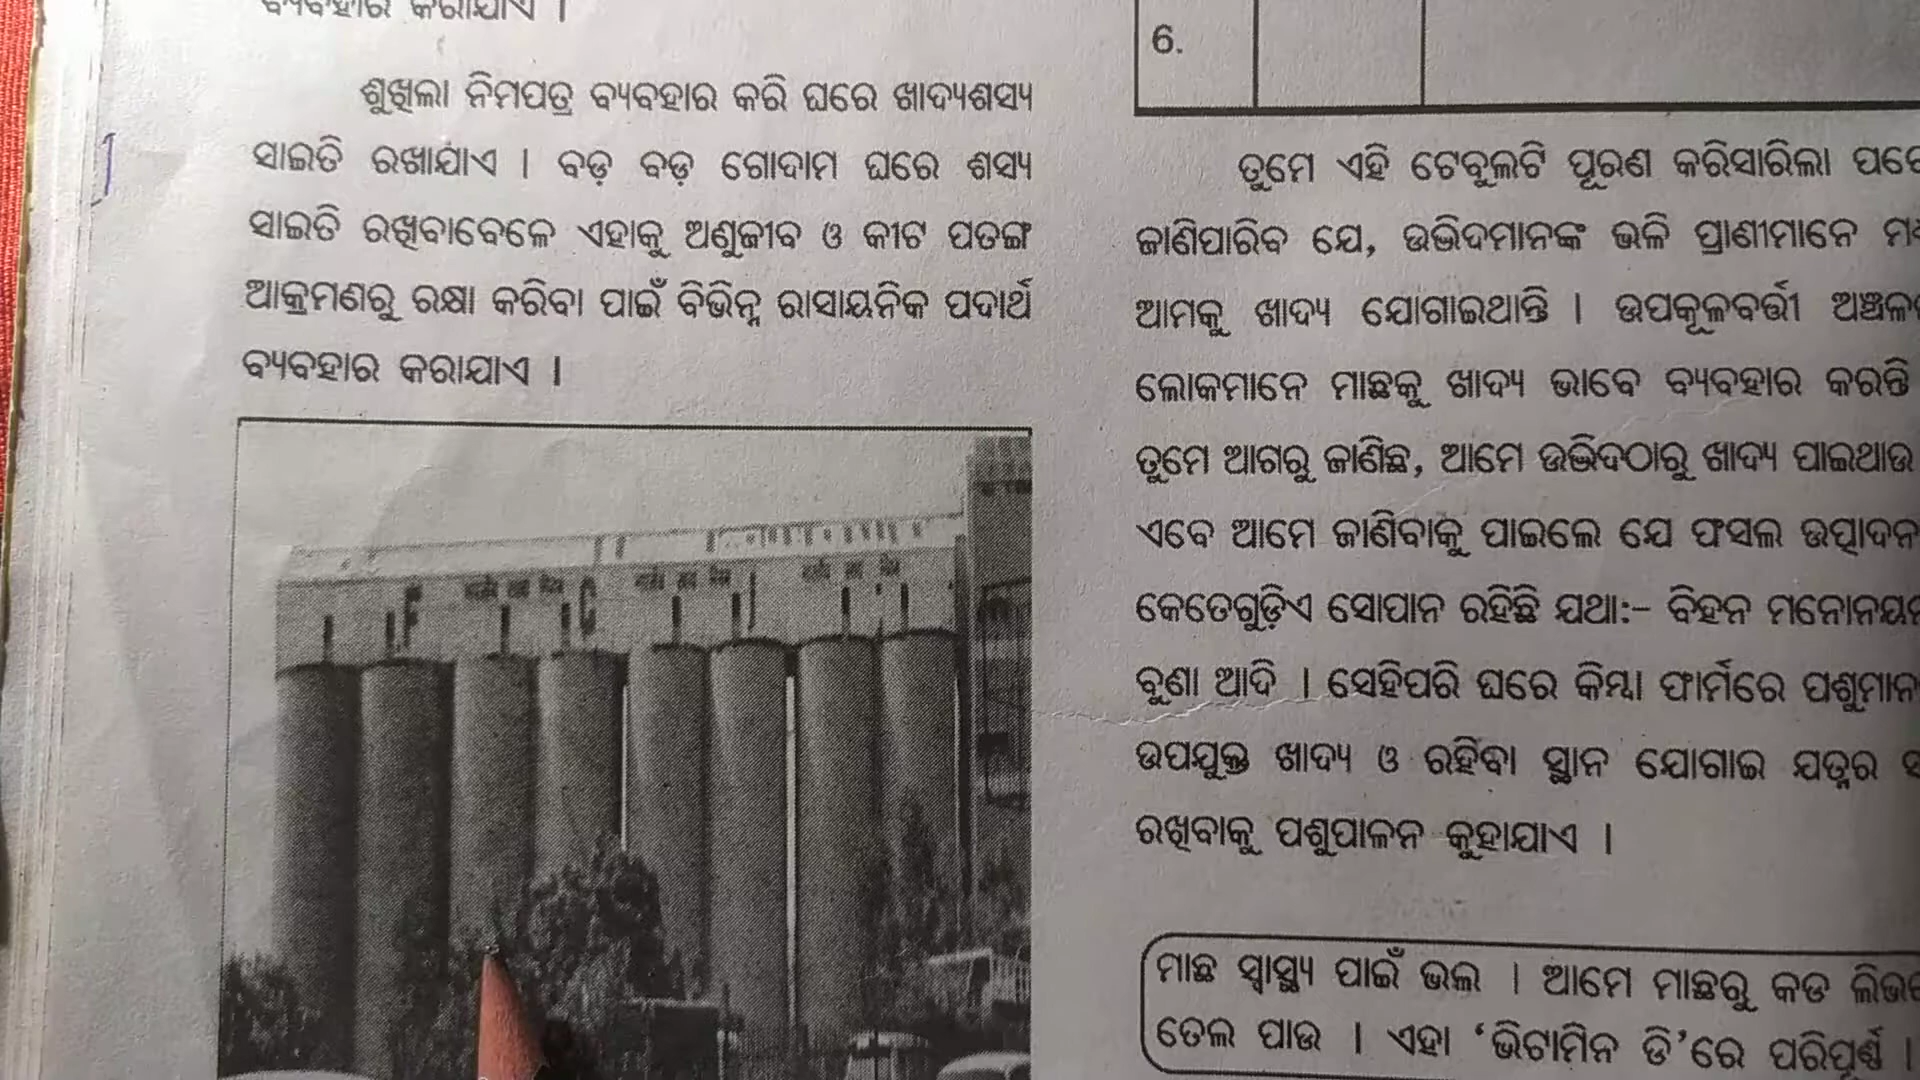 ବ୍ୟବହାର କରାଯାଏ ।
ଶୁଖିଲା ନିମପତ୍ର ବ୍ୟବହାର କରି ଘରେ ଖାଦ୍ୟଶସ୍ୟ
ସାଇତି ରଖାଯାଏ । ବଡ଼ ବଡ଼ ଗୋଦାମ ଘରେ ଶସ୍ୟ
ସାଇତି ରଖିବାବେଳେ ଏହାକୁ ଅଣୁଜୀବ ଓ କୀଟ ପତଙ୍ଗ
ଆକ୍ରମଣରୁ ରକ୍ଷା କରିବା ପାଇଁ ବିଭିନ୍ନ ରାସାୟନିକ ପଦାର୍ଥ
ବ୍ୟବହାର କରାଯାଏ ।
6.
ତୁମେ ଏହି ଟେବୁଲଟି ପୂରଣ କରିସାରିଲା
ଜାଣିପାରିବ ଯେ, ଉଦ୍ଭିଦମାନଙ୍କ ଭଳି ପ୍ରାଣୀମାନେ
ଆମକୁ ଖାଦ୍ୟ ଯୋଗାଇଥାନ୍ତି । ଉପକୂଳବର୍ତ୍ତୀ
ଲୋକମାନେ ମାଛକୁ ଖାଦ୍ୟ ଭାବେ ବ୍ୟବହାର କରନ୍ତି
ତୁମେ ଆଗରୁ ଜାଣିଛ, ଆମେ ଉଦ୍ଭିଦଠାରୁ ଖାଦ୍ୟ ପାଇଥାଉ
ଏବେ ଆମେ ଜାଣିବାକୁ ପାଇଲେ ଯେ ଫସଲ ଉତ୍ପାଦନ
କେତେଗୁଡ଼ିଏ ସୋପାନ ରହିଛି ଯଥା:– ବିହନ
ବୁଣା ଆଦି । ସେହିପରି ଘରେ କିମ୍ବା ଫାର୍ମରେ
ଉପଯୁକ୍ତ ଖାଦ୍ୟ ଓ ରହିବା ସ୍ଥାନ ଯୋଗାଇ ଯତ୍ନର
ରଖିବାକୁ ପଶୁପାଳନ କୁହାଯାଏ ।
ମାଛ ସ୍ୱାସ୍ଥ୍ୟ ପାଇଁ ଭଲ । ଆମେ ମାଛରୁ କଡ
ତେଲ ପାଉ । ଏହା ‘ଭିଟାମିନ ଡି’ରେ ପରିପୂର୍ଣ୍ଣ ।